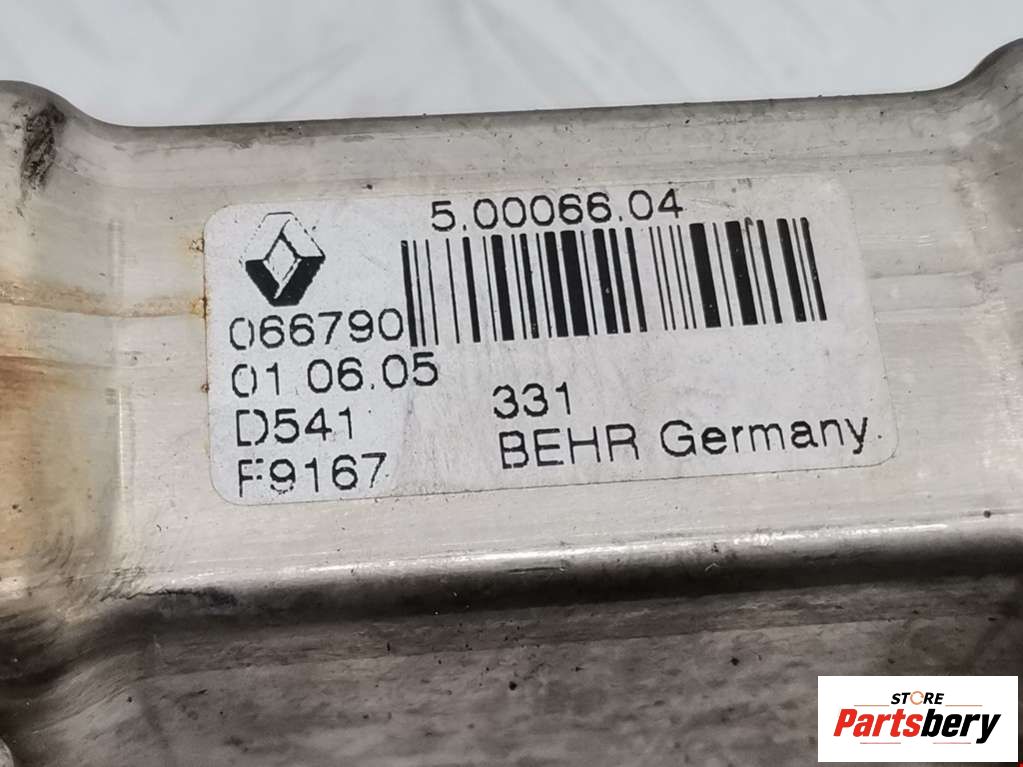 5.00066.04
066790
01.06.05
D541
331
F9167
BEHR Germany
STORE
Partsbery